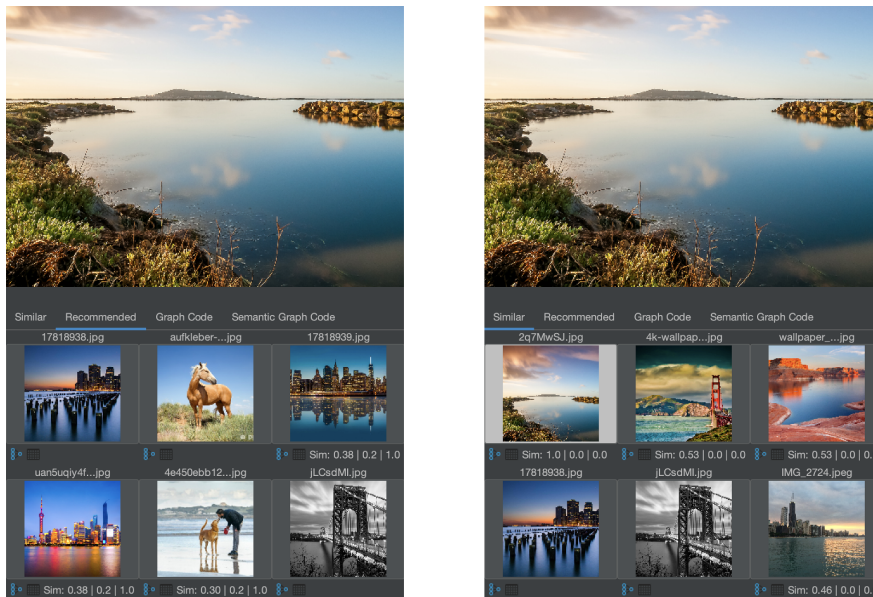 Similar Recommended Graph Code Semantic Graph Code
17818938.jpg aufkleber-...jpg 17818939.jpg
Sim: 0.38 | 0.2 | 1.0
uan5uqiy4f...jpg 4e450ebb12...jpg jLCsdMI.jpg
Sim: 0.38 | 0.2 | 1.0 Sim: 0.30 | 0.2 | 1.0
Similar Recommended Graph Code Semantic Graph Code
2q7MwSJ.jpg 4k-wallpap...jpg wallpaper_...jpg
Sim: 1.0 | 0.0 | 0.0 Sim: 0.53 | 0.0 | 0.0 Sim: 0.53 | 0.0 | 0.
17818938.jpg jLCsdMI.jpg IMG_2724.jpeg
Sim: 0.46 | 0.0 | 0.